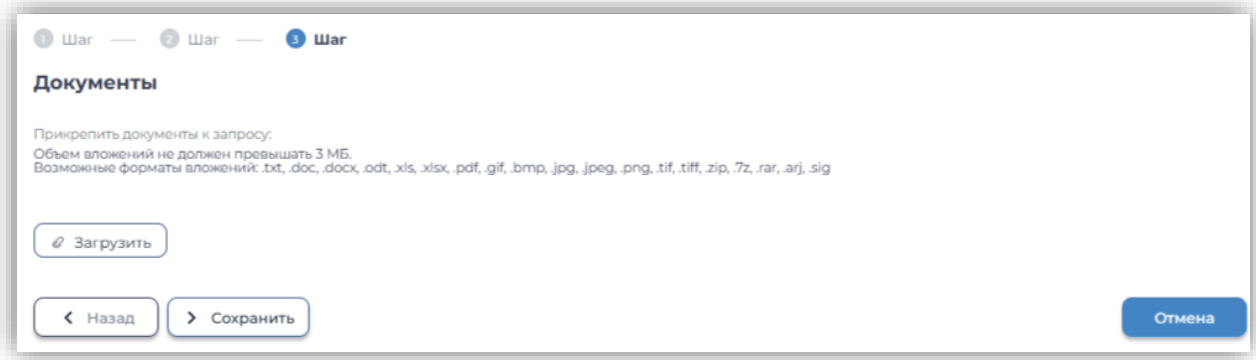 1 Шаг — 2 Шаг — 3 Шаг
Документы
Прикрепить документы к запросу:
Объем вложений не должен превышать 3 МБ.
Возможные форматы вложений: .txt, .doc, .docx, .odt, .xls, .xlsx, .pdf, .gif, .bmp, .jpg, .jpeg, .png, .tif, .tiff, .zip, .7z, .rar, .arj, .sig
Загрузить
Назад
Сохранить
Отмена